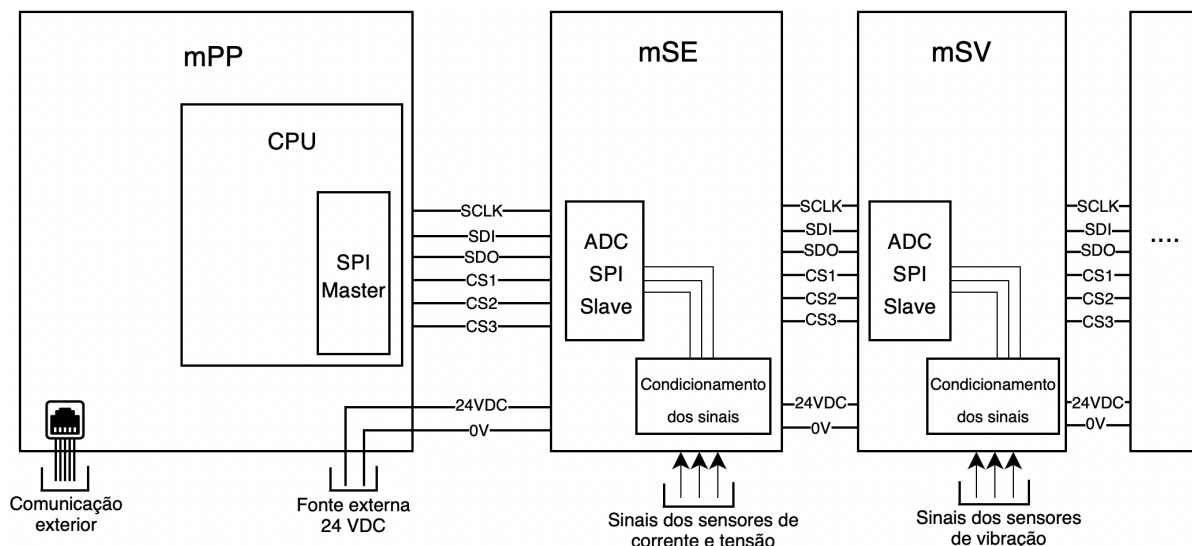 mPP
CPU
SPI
Master
SCLK
SDI
SDO
CS1
CS2
CS3
24VDC
0V
Comunicação
exterior
Fonte externa
24 VDC
mSE
ADC
SPI
Slave
Condicionamento
dos sinais
Sinais dos sensores de
corrente e tensão
SCLK
SDI
SDO
CS1
CS2
CS3
24VDC
0V
mSV
ADC
SPI
Slave
Condicionamento
dos sinais
Sinais dos sensores
de vibração
SCLK
SDI
SDO
CS1
CS2
CS3
24VDC
0V
....